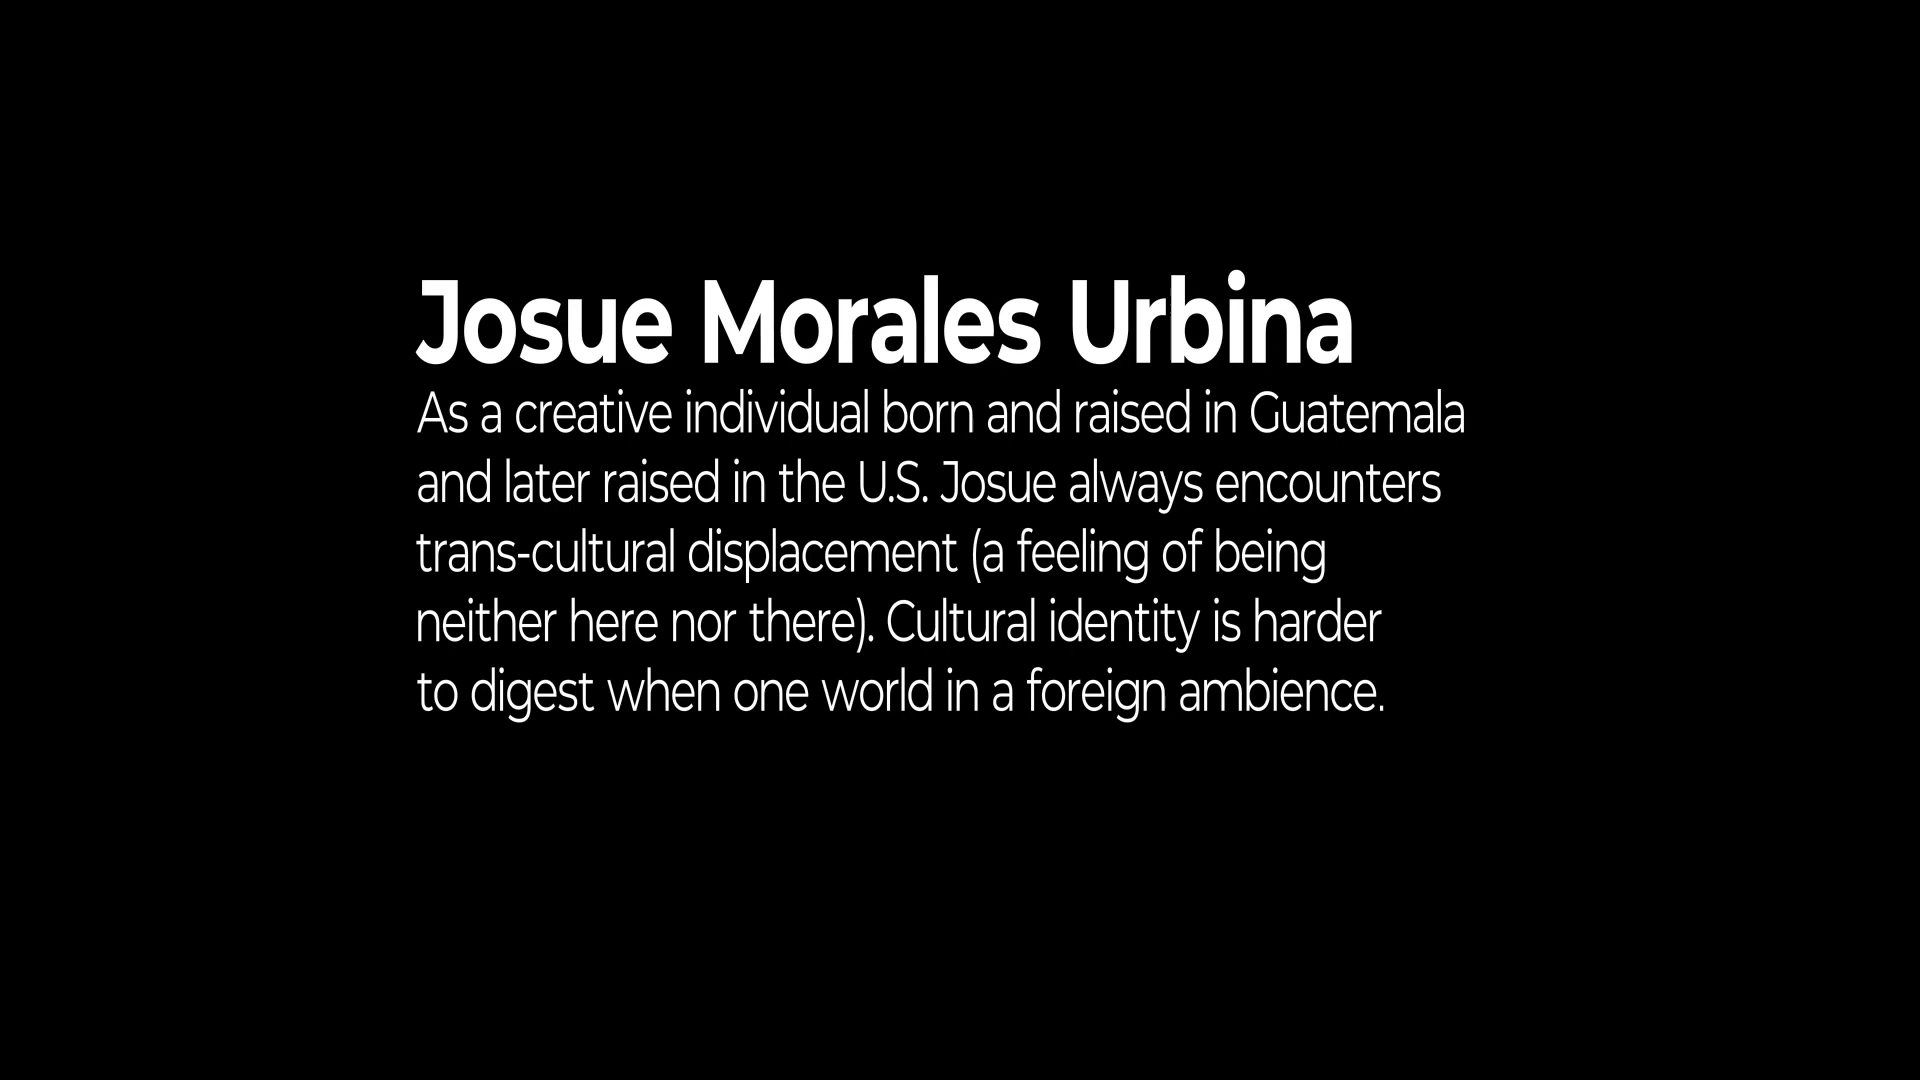 Josue Morales Urbina
As a creative individual born and raised in Guatemala
and later raised in the U.S. Josue always encounters
trans-cultural displacement (a feeling of being
neither here nor there). Cultural identity is harder
to digest when one world in a foreign ambience.